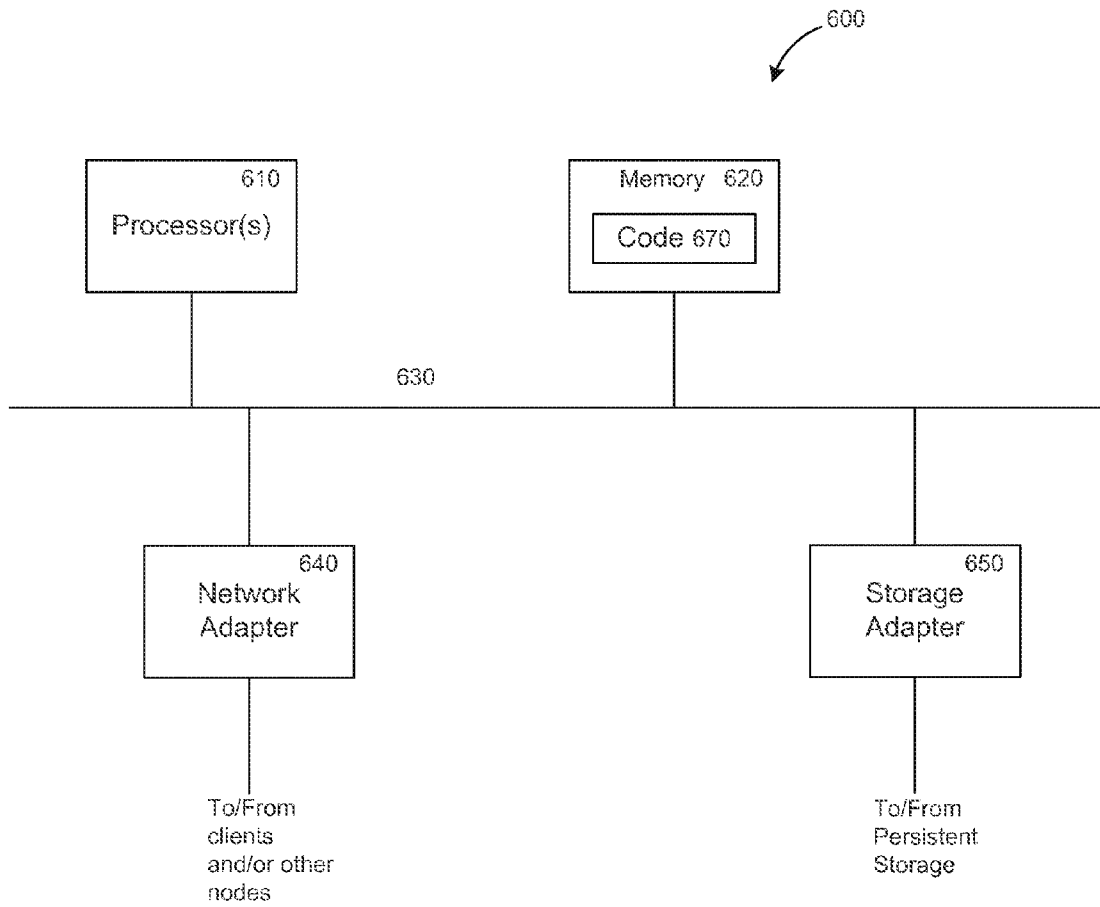 600
610
Processor(s)
Memory 620
Code 670
630
640
Network
Adapter
650
Storage
Adapter
To/From
clients
and/or other
nodes
To/From
Persistent
Storage